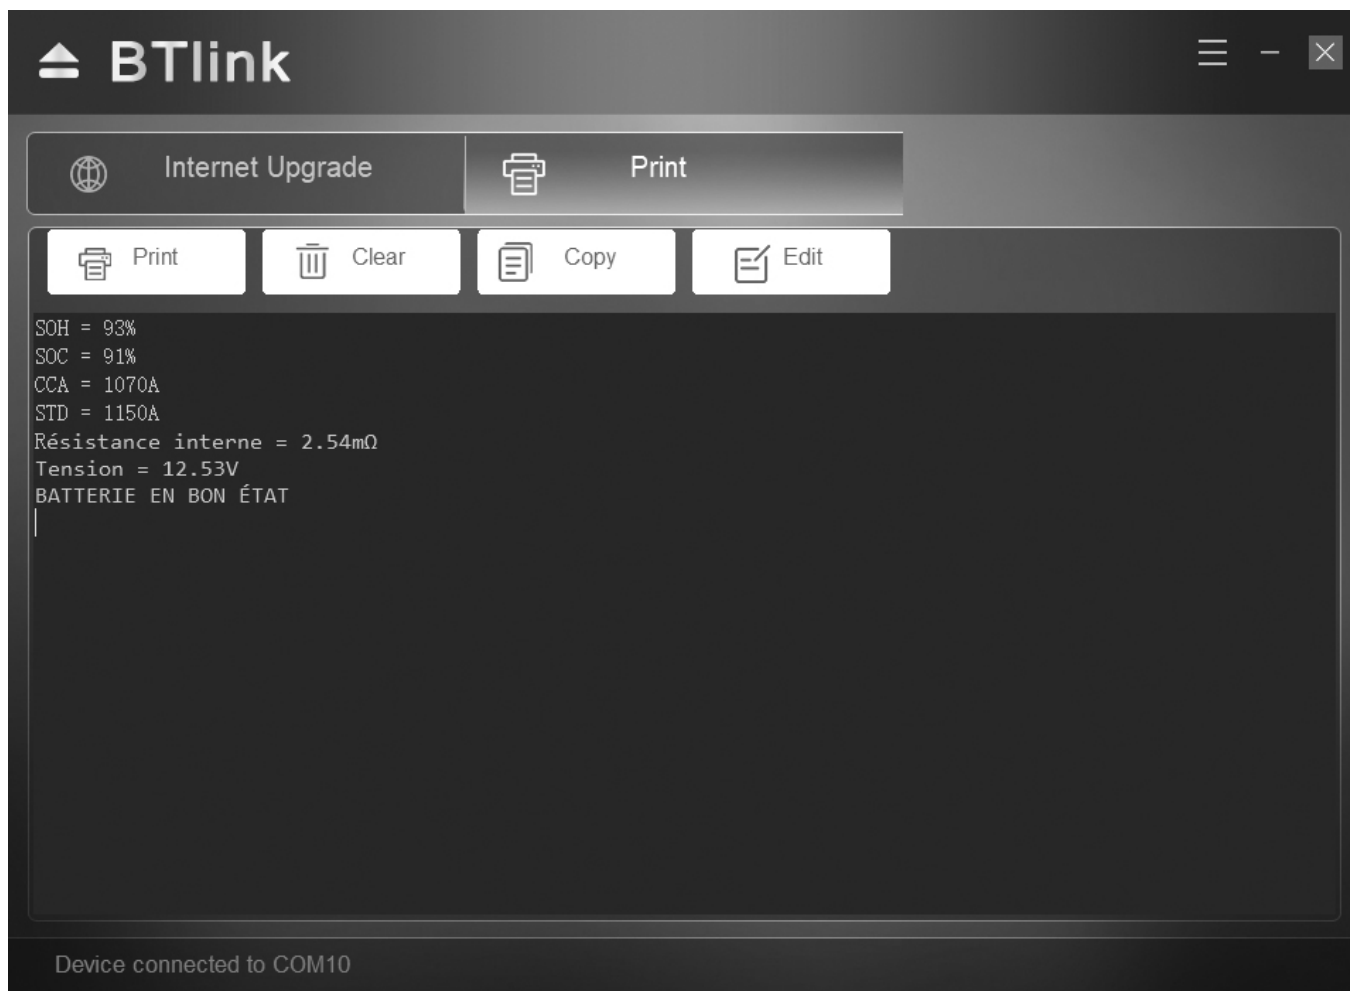 BTlink
Internet Upgrade
Print
Print
Clear
Copy
Edit
SOH = 93%
SOC = 91%
CCA = 1070A
STD = 1150A
Résistance interne = 2.54mΩ
Tension = 12.53V
BATTERIE EN BON ÉTAT
Device connected to COM10